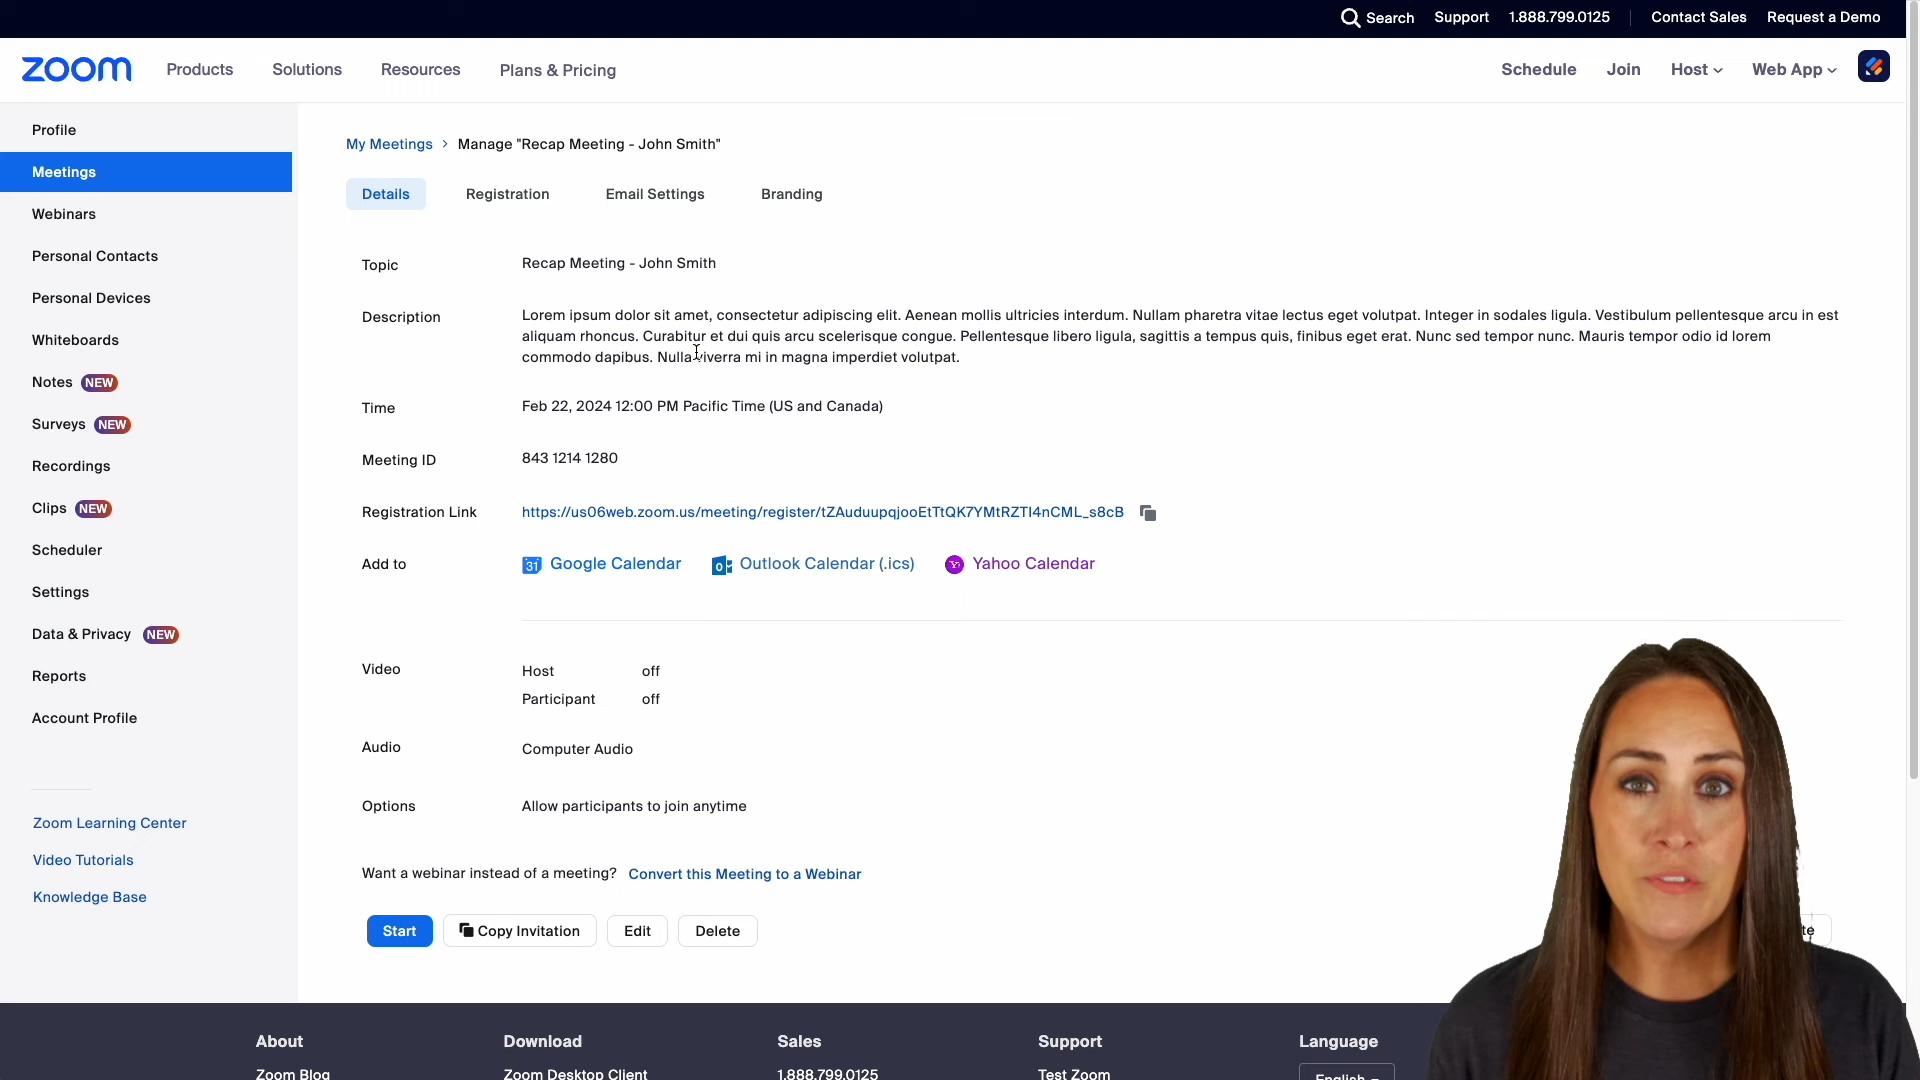 Search Support 1.888.799.0125 Contact Sales Request a Demo
zoom Products Solutions Resources Plans & Pricing Schedule Join Host Web App
Profile
Meetings
Webinars
Personal Contacts
Personal Devices
Whiteboards
Notes NEW
Surveys NEW
Recordings
Clips NEW
Scheduler
Settings
Data & Privacy NEW
Reports
Account Profile
Zoom Learning Center
Video Tutorials
Knowledge Base
My Meetings > Manage "Recap Meeting - John Smith"
Details Registration Email Settings Branding
Topic Recap Meeting - John Smith
Description Lorem ipsum dolor sit amet, consectetur adipiscing elit. Aenean mollis ultricies interdum. Nullam pharetra vitae lectus eget volutpat. Integer in sodales ligula. Vestibulum pellentesque arcu in est
aliquam rhoncus. Curabitur et dui quis arcu scelerisque congue. Pellentesque libero ligula, sagittis a tempus quis, finibus eget erat. Nunc sed tempor nunc. Mauris tempor odio id lorem
commodo dapibus. Nulla viverra mi in magna imperdiet volutpat.
Time Feb 22, 2024 12:00 PM Pacific Time (US and Canada)
Meeting ID 843 1214 1280
Registration Link https://us06web.zoom.us/meeting/register/tZAuduupqjooEtTtQK7YMtRZTI4nCML_s8cB
Add to 31 Google Calendar Outlook Calendar (.ics) Yahoo Calendar
Video Host off
Participant off
Audio Computer Audio
Options Allow participants to join anytime
Want a webinar instead of a meeting? Convert this Meeting to a Webinar
Start Copy Invitation Edit Delete
About Download Sales Support Language
Zoom Blog Zoom Desktop Client 1.888.799.0125 Test Zoom English